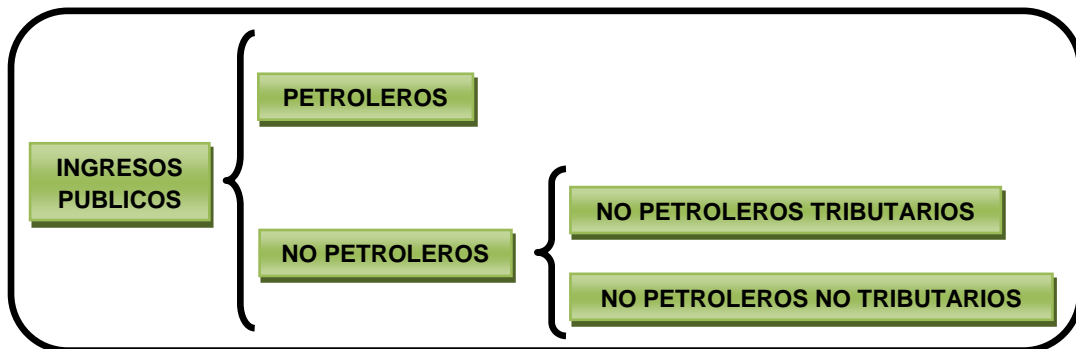 INGRESOS
PUBLICOS
PETROLEROS
NO PETROLEROS
NO PETROLEROS TRIBUTARIOS
NO PETROLEROS NO TRIBUTARIOS